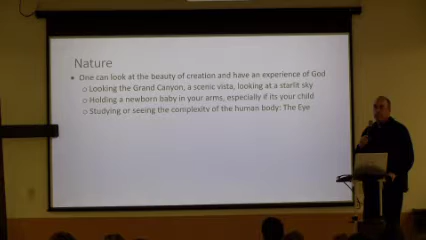 Nature
• One can look at the beauty of creation and have an experience of God
o Looking the Grand Canyon, a scenic vista, looking at a starlit sky
o Holding a newborn baby in your arms, especially if its your child
o Studying or seeing the complexity of the human body: The Eye